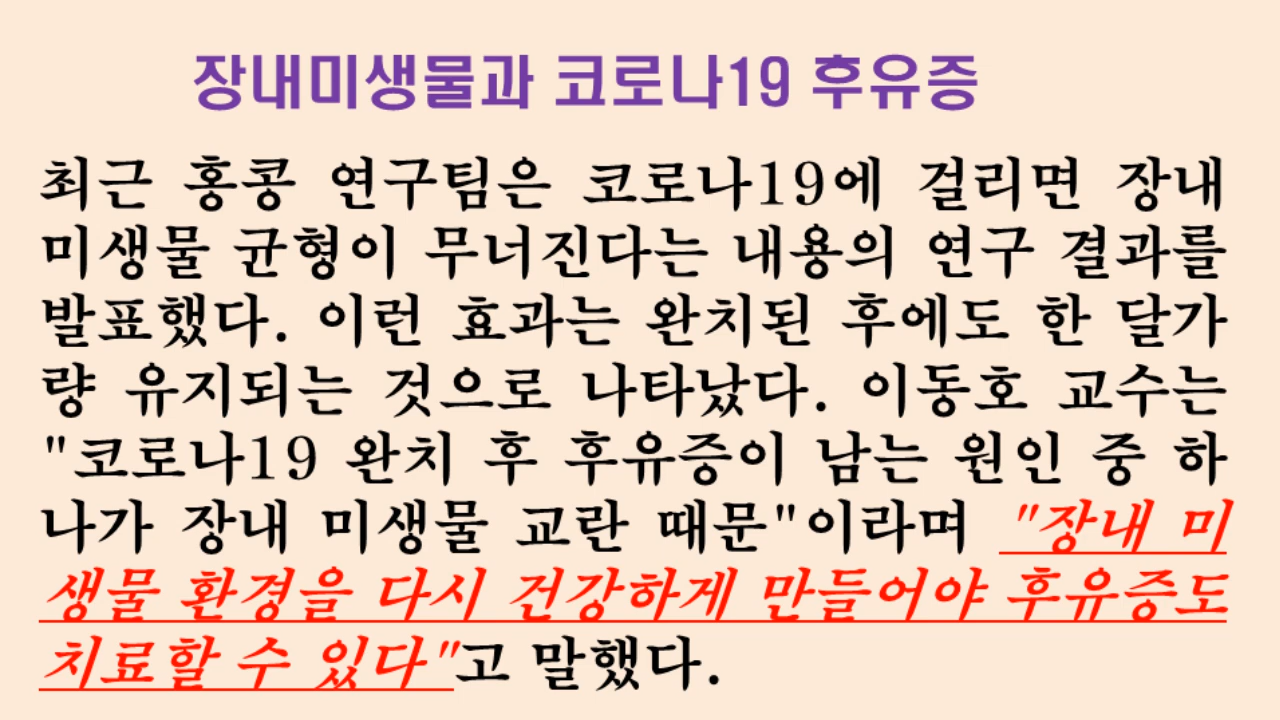 장내미생물과 코로나19 후유증
최근 홍콩 연구팀은 코로나19에 걸리면 장내
미생물 균형이 무너진다는 내용의 연구 결과를
발표했다. 이런 효과는 완치된 후에도 한 달가
량 유지되는 것으로 나타났다. 이동호 교수는
"코로나19 완치 후 후유증이 남는 원인 중 하
나가 장내 미생물 교란 때문"이라며 "장내 미
생물 환경을 다시 건강하게 만들어야 후유증도
치료할 수 있다"고 말했다.